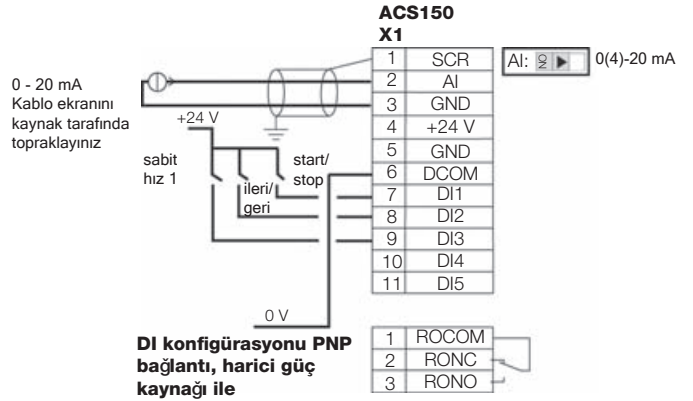 ACS150
X1
1 SCR
2 AI
3 GND
4 +24 V
5 GND
6 DCOM
7 DI1
8 DI2
9 DI3
10 DI4
11 DI5
AI: ON 0(4)-20 mA
0 - 20 mA
Kablo ekranını
kaynak tarafında
topraklayınız
+24 V
sabit
hız 1
ileri/
geri
start/
stop
0 V
DI konfigürasyonu PNP
bağlantı, harici güç
kaynağı ile
1 ROCOM
2 RONC
3 RONO